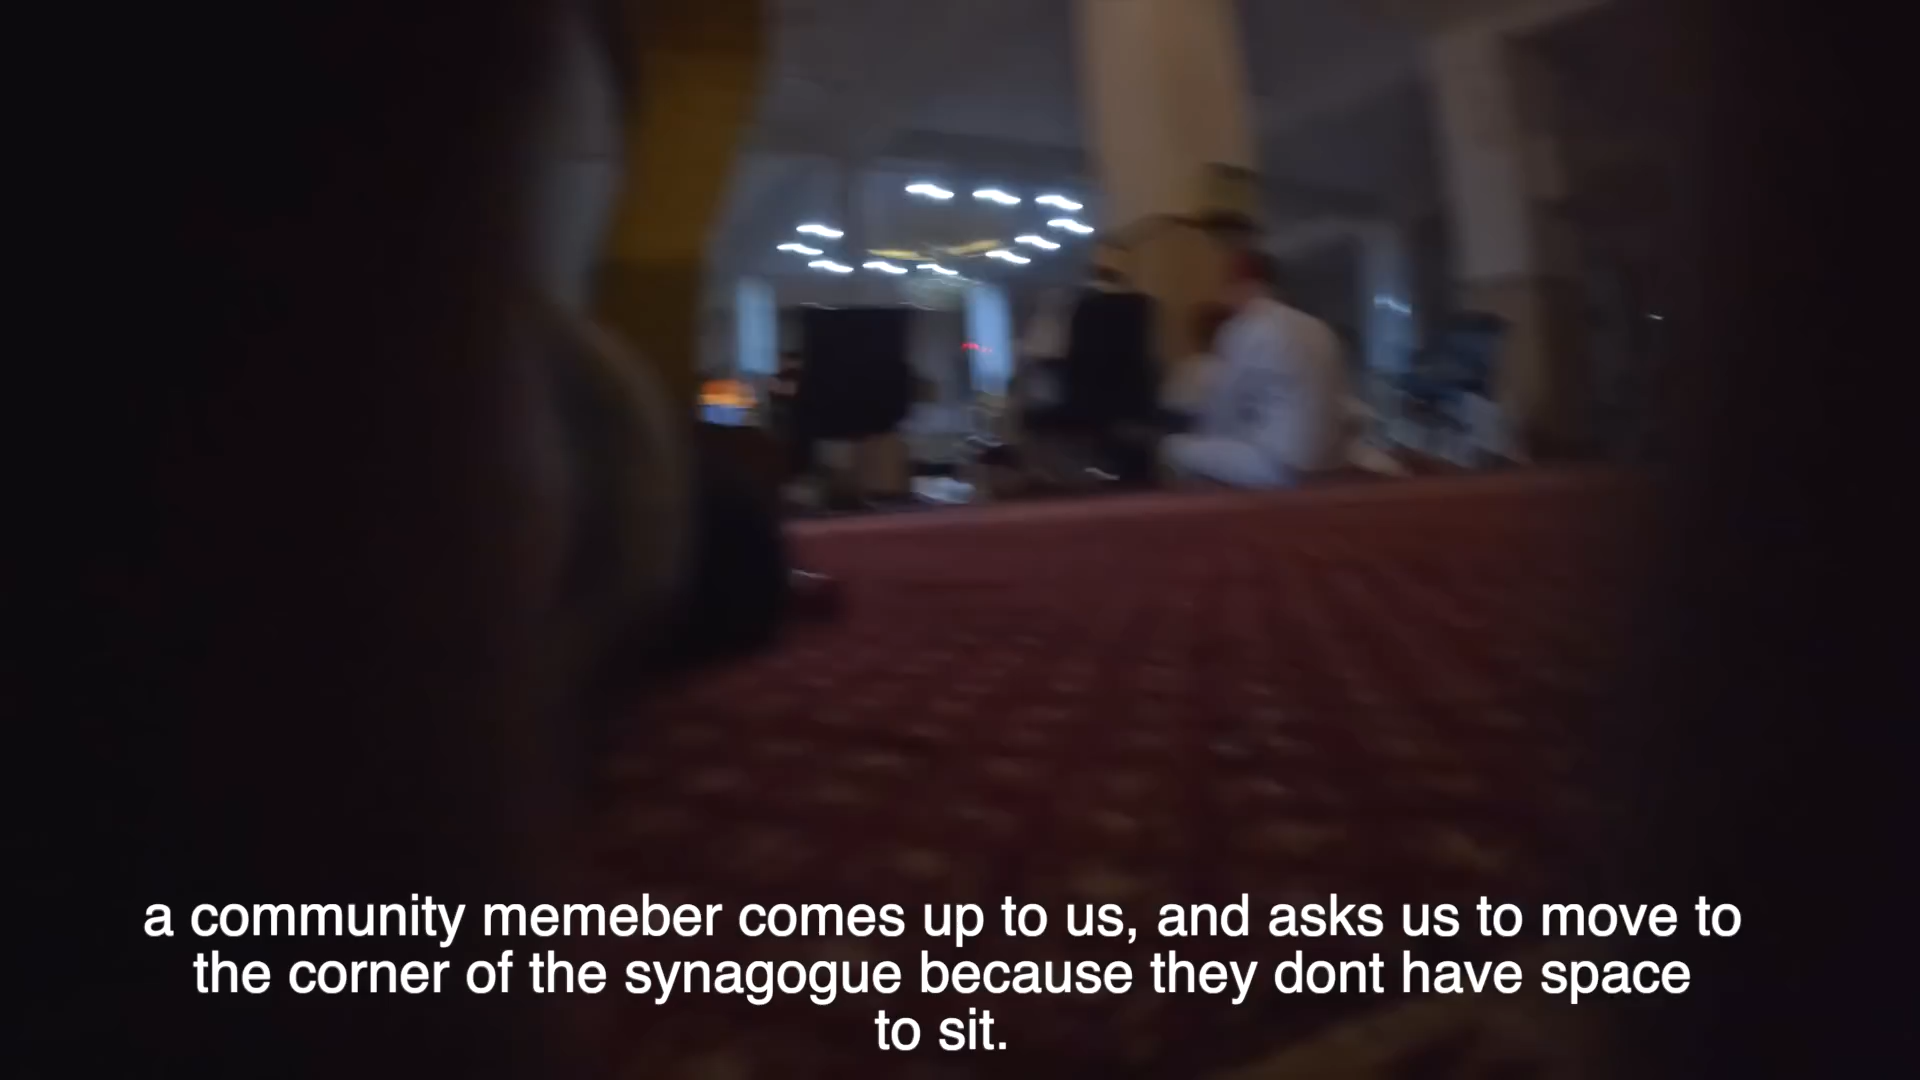 a community memeber comes up to us, and asks us to move to
the corner of the synagogue because they dont have space
to sit.